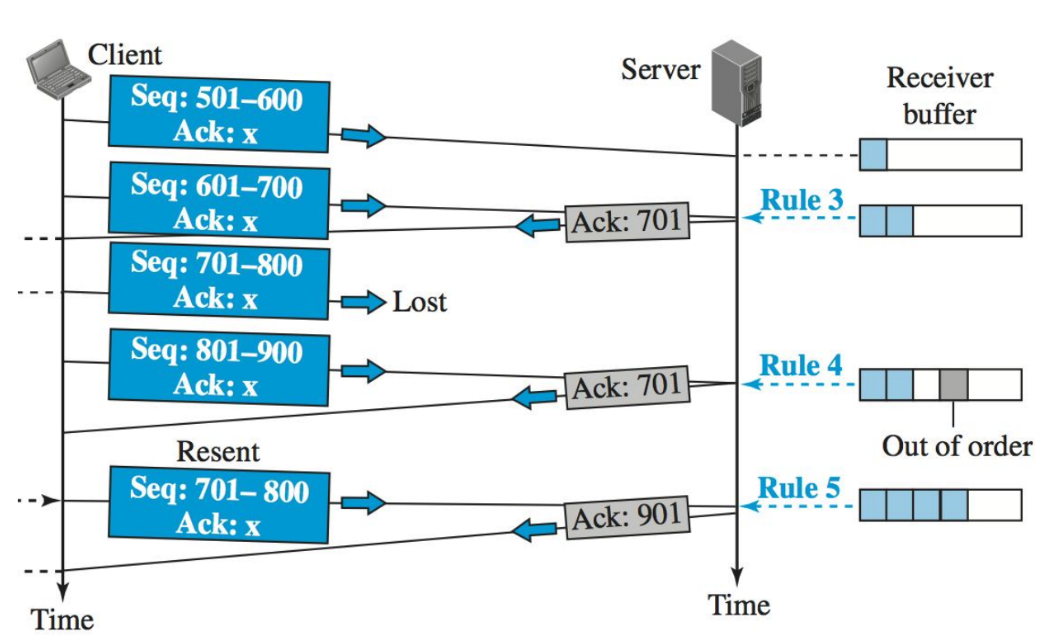 Client
Server
Receiver
buffer
Seq: 501–600
Ack: x
Seq: 601–700
Ack: x
Rule 3
Ack: 701
Seq: 701–800
Ack: x
Lost
Seq: 801–900
Ack: x
Rule 4
Ack: 701
Out of order
Resent
Seq: 701– 800
Ack: x
Rule 5
Ack: 901
Time
Time